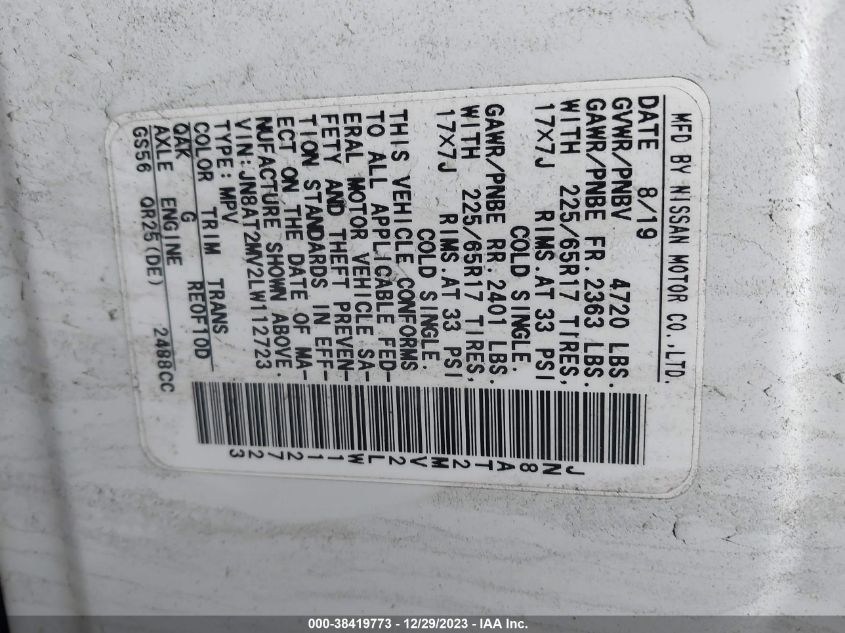 MFD BY NISSAN MOTOR CO.,LTD.
DATE 8/19
GVWR/PNBV 4720 LBS.
GAWR/PNBE FR. 2363 LBS.
WITH 225/65R17 TIRES,
17X7J RIMS.AT 33 PSI
COLD SINGLE.
GAWR/PNBE RR. 2401 LBS.
WITH 225/65R17 TIRES,
17X7J RIMS.AT 33 PSI
COLD SINGLE.
THIS VEHICLE CONFORMS
TO ALL APPLICABLE FED-
ERAL MOTOR VEHICLE SA-
FETY AND THEFT PREVEN-
TION STANDARDS IN EFF-
ECT ON THE DATE OF MA-
NUFACTURE SHOWN ABOVE.
VIN:JN8AT2MV2LW112723
TYPE:MPV
COLOR TRIM TRANS
QAK G RE0F10D
AXLE ENGINE
GS56 QR25(DE) 2488CC
JN8AT2MV2LW112723
000-38419773 - 12/29/2023 - IAA Inc.